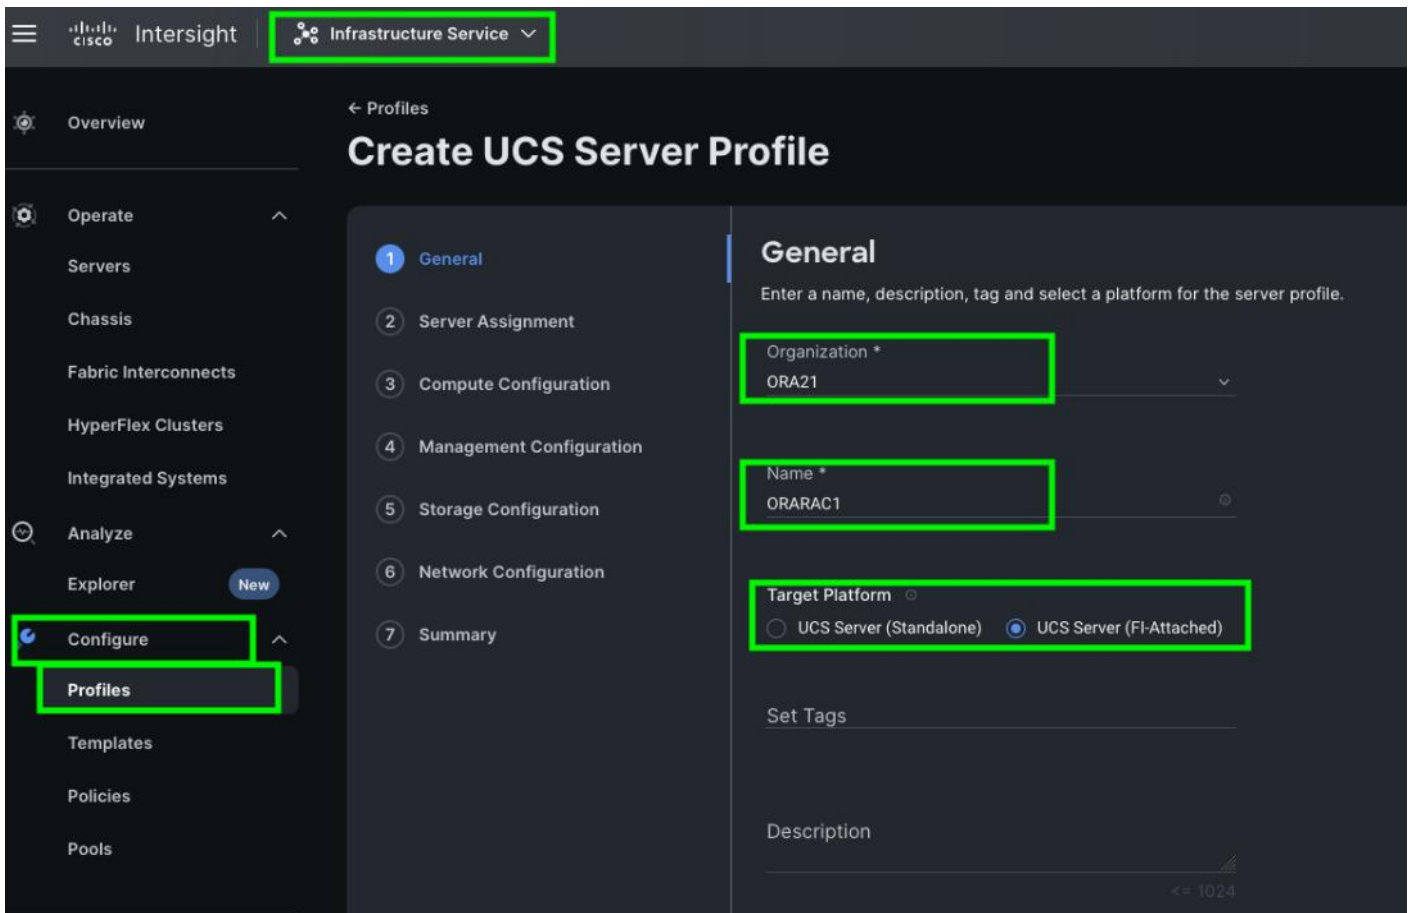 cisco Intersight Infrastructure Service
Overview
Operate
Servers
Chassis
Fabric Interconnects
HyperFlex Clusters
Integrated Systems
Analyze
Explorer New
Configure
Profiles
Templates
Policies
Pools
← Profiles
Create UCS Server Profile
1 General
2 Server Assignment
3 Compute Configuration
4 Management Configuration
5 Storage Configuration
6 Network Configuration
7 Summary
General
Enter a name, description, tag and select a platform for the server profile.
Organization *
ORA21
Name *
ORARAC1
Target Platform
UCS Server (Standalone) UCS Server (FI-Attached)
Set Tags
Description
<= 1024